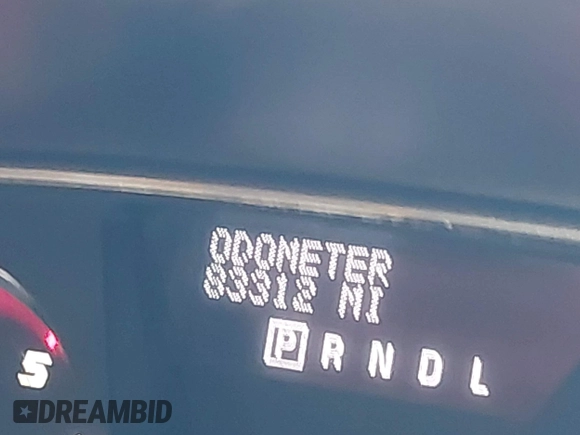 ODOMETER
83312 MI
P R N D L
5
DREAMBID